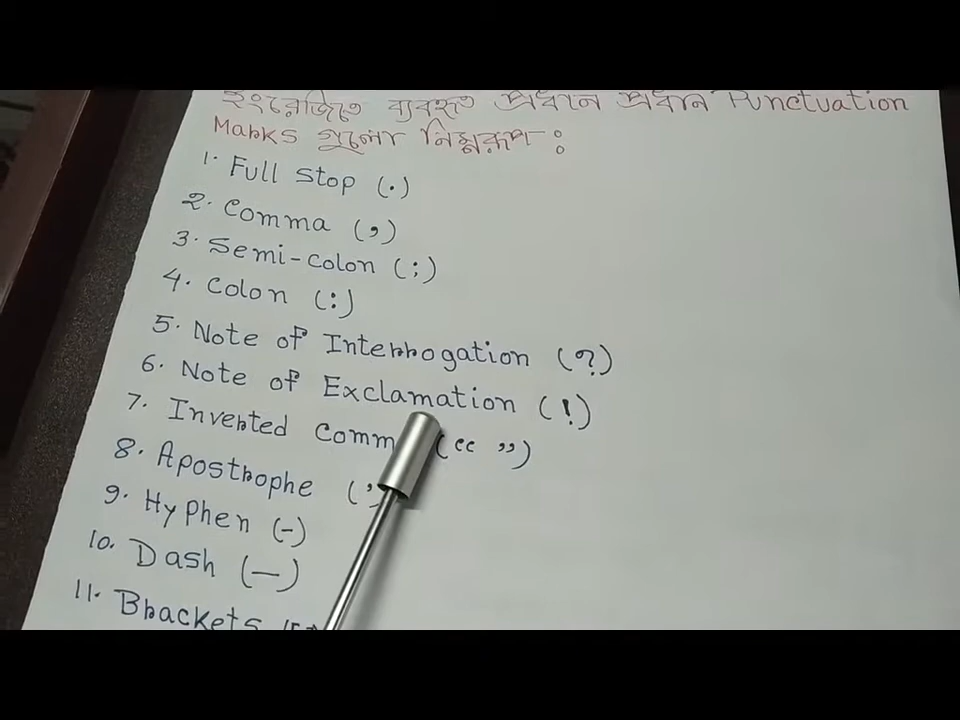 ইংরেজিতে ব্যবহৃত প্রধান প্রধান Punctuation
Marks গুলো নিম্নরূপ :
1. Full Stop (.)
2. Comma (,)
3. Semi-colon (;)
4. Colon (:)
5. Note of Interrogation (?)
6. Note of Exclamation (!)
7. Inverted Comm (“ ”)
8. Apostrophe (’)
9. Hyphen (-)
10. Dash (—)
11. Brackets